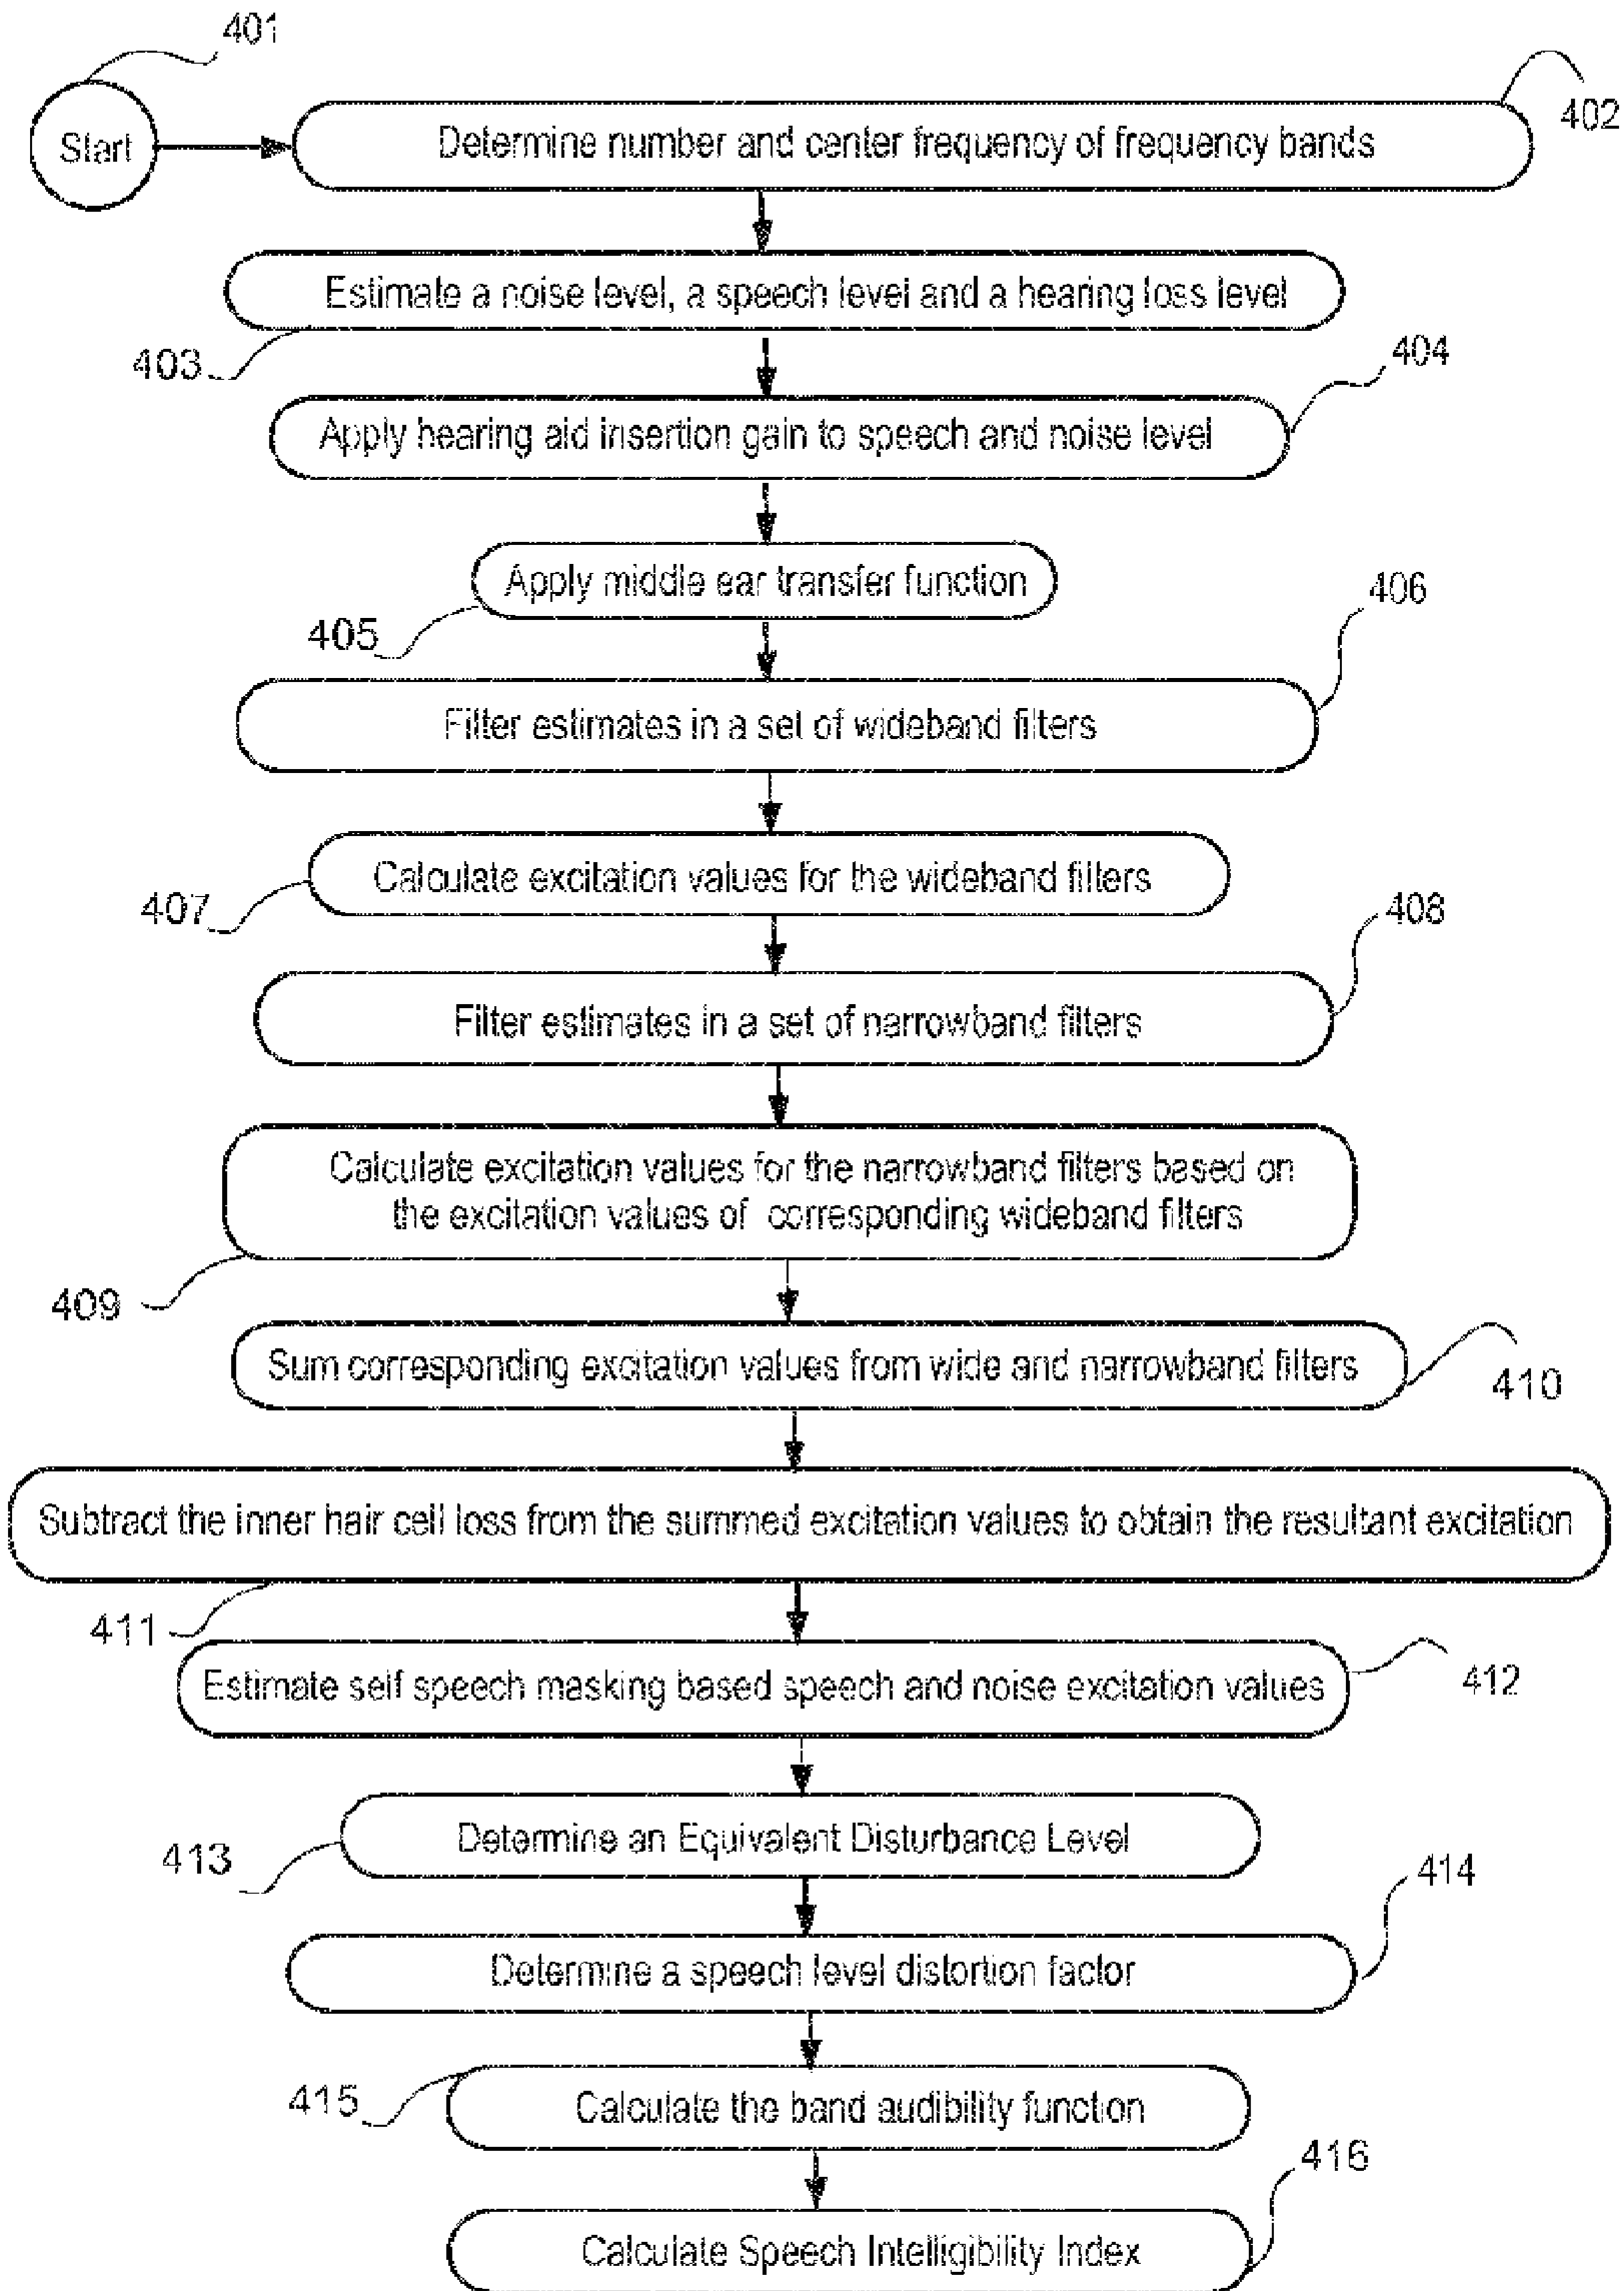 401
Start
Determine number and center frequency of frequency bands
402
Estimate a noise level, a speech level and a hearing loss level
403
404
Apply hearing aid insertion gain to speech and noise level
Apply middle ear transfer function
405
406
Filter estimates in a set of wideband filters
Calculate excitation values for the wideband filters
407
408
Filter estimates in a set of narrowband filters
Calculate excitation values for the narrowband filters based on
the excitation values of corresponding wideband filters
409
Sum corresponding excitation values from wide and narrowband filters
410
Subtract the inner hair cell loss from the summed excitation values to obtain the resultant excitation
411
Estimate self speech masking based speech and noise excitation values
412
Determine an Equivalent Disturbance Level
413
414
Determine a speech level distortion factor
415
Calculate the band audibility function
416
Calculate Speech Intelligibility Index